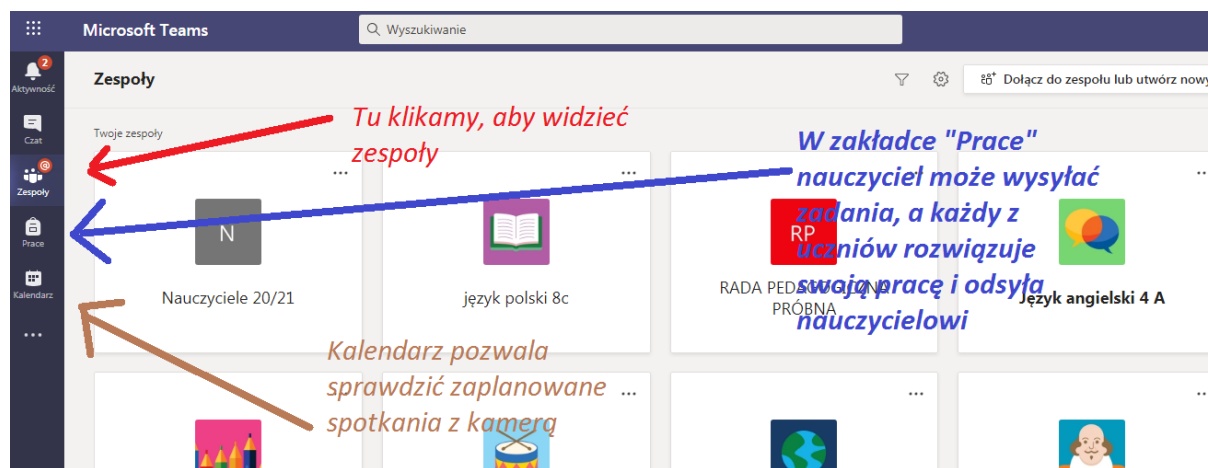 Microsoft Teams
Wyszukiwanie
2
Aktywność
Czat
@
Zespoły
Prace
Kalendarz
Zespoły
Dołącz do zespołu lub utwórz nowy
Twoje zespoły
Tu klikamy, aby widzieć
zespoły
W zakładce "Prace"
nauczyciel może wysyłać
zadania, a każdy z
uczniów rozwiązuje
swoją pracę i odsyła
nauczycielowi
N
Nauczyciele 20/21
język polski 8c
RP
RADA PEDAGOGICZNA
PRÓBNA
Język angielski 4 A
Kalendarz pozwala
sprawdzić zaplanowane
spotkania z kamerą